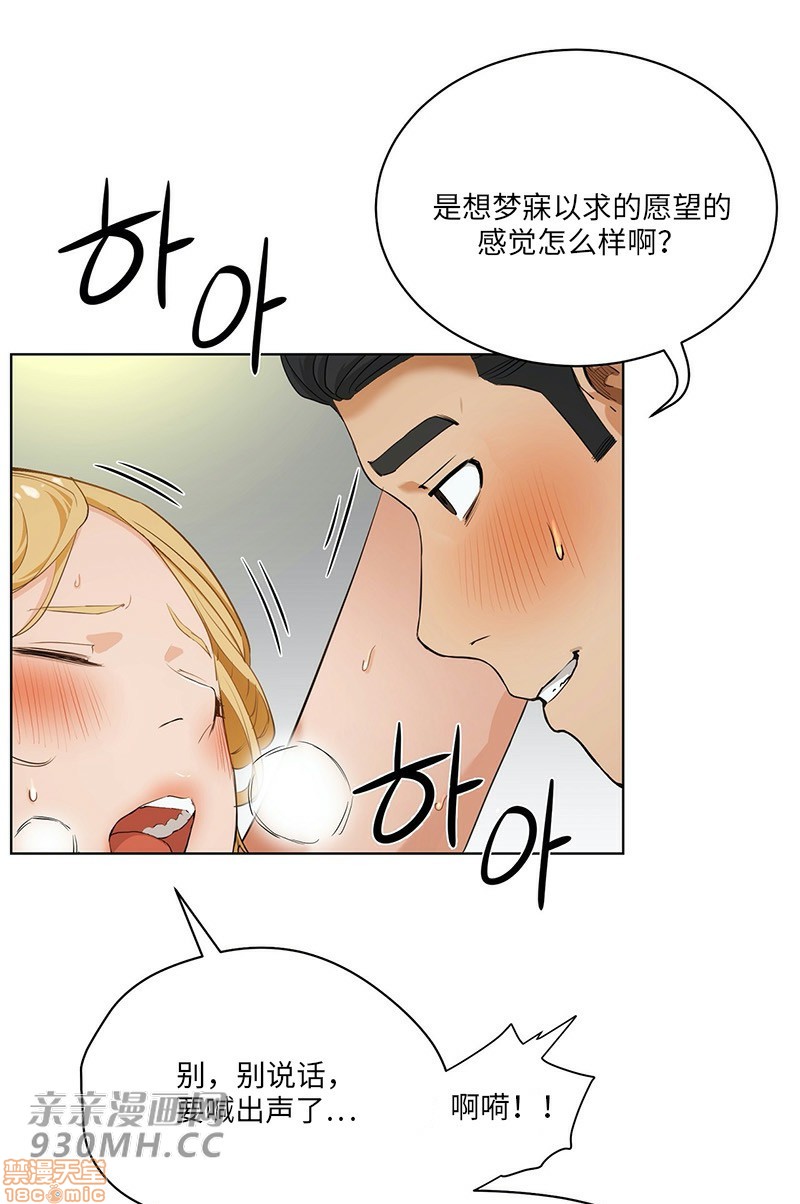 是想梦寐以求的愿望的
感觉怎么样啊？
하아
하아
别，别说话，
要喊出声了...
啊嗬！！
亲亲漫画网
930MH.CC
禁漫天堂
18comic